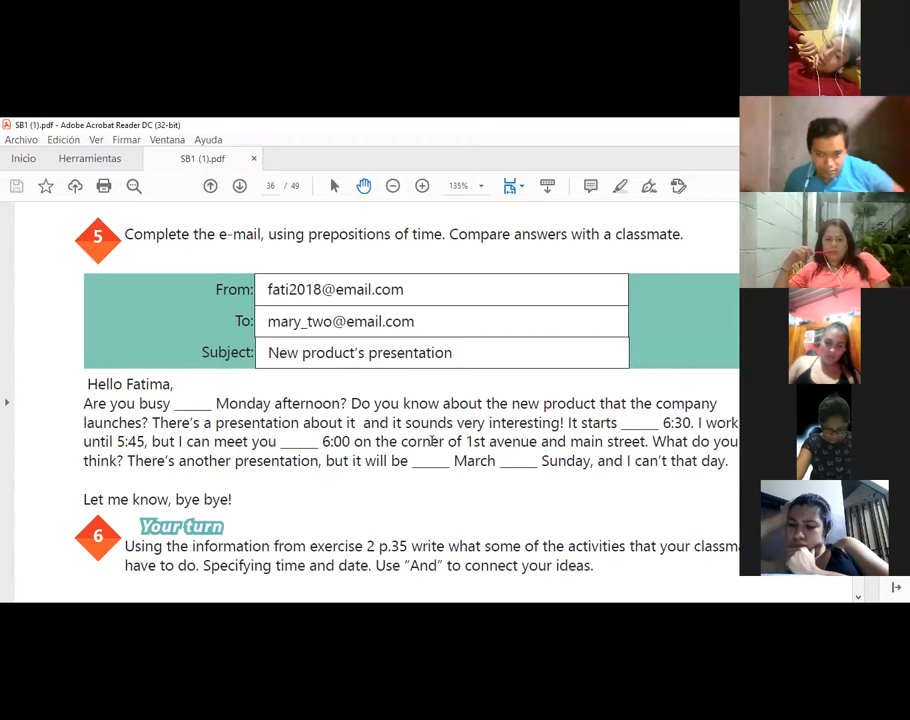 SB1 (1).pdf - Adobe Acrobat Reader DC (32-bit)
Archivo Edición Ver Firmar Ventana Ayuda
Inicio Herramientas SB1 (1).pdf ×
36 / 49 135%
5 Complete the e-mail, using prepositions of time. Compare answers with a classmate.
From: fati2018@email.com
To: mary_two@email.com
Subject: New product's presentation
Hello Fatima,
Are you busy _____ Monday afternoon? Do you know about the new product that the company
launches? There's a presentation about it and it sounds very interesting! It starts _____ 6:30. I work
until 5:45, but I can meet you _____ 6:00 on the corner of 1st avenue and main street. What do you
think? There's another presentation, but it will be _____ March _____ Sunday, and I can't that day.
Let me know, bye bye!
6 Your turn
Using the information from exercise 2 p.35 write what some of the activities that your classma
have to do. Specifying time and date. Use "And" to connect your ideas.